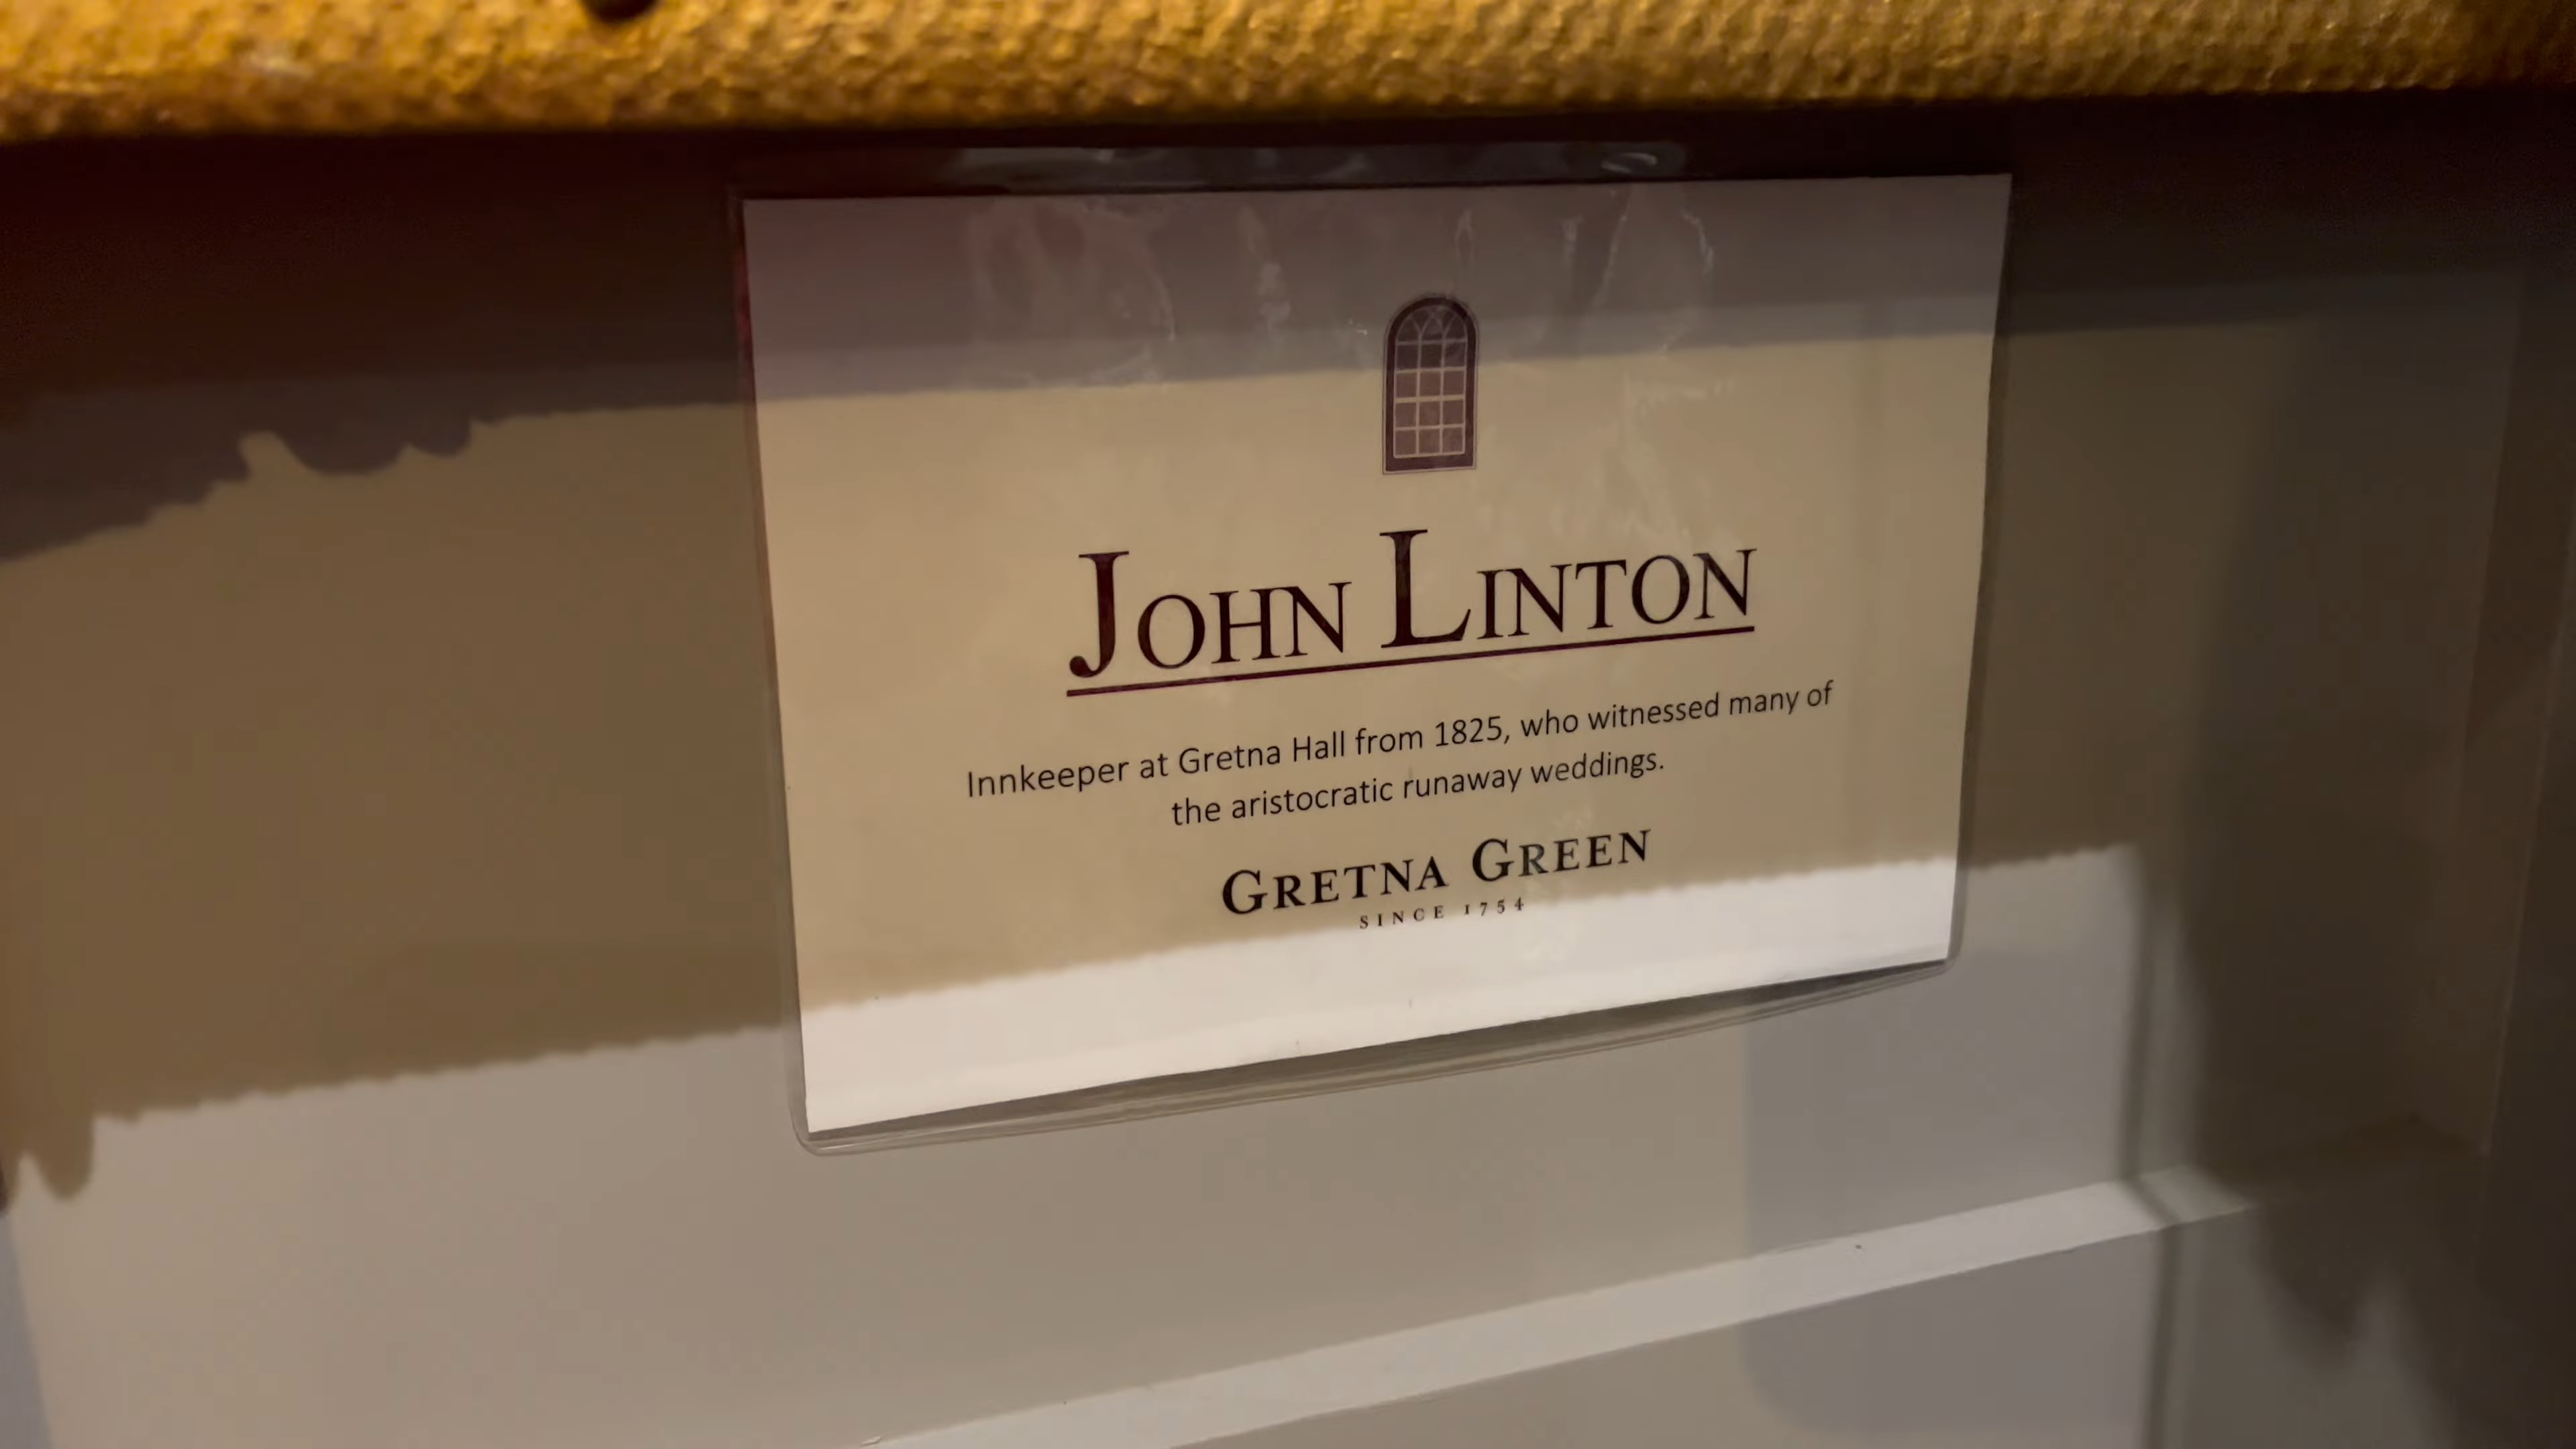 JOHN LINTON
Innkeeper at Gretna Hall from 1825, who witnessed many of
the aristocratic runaway weddings.
GRETNA GREEN
SINCE 1754